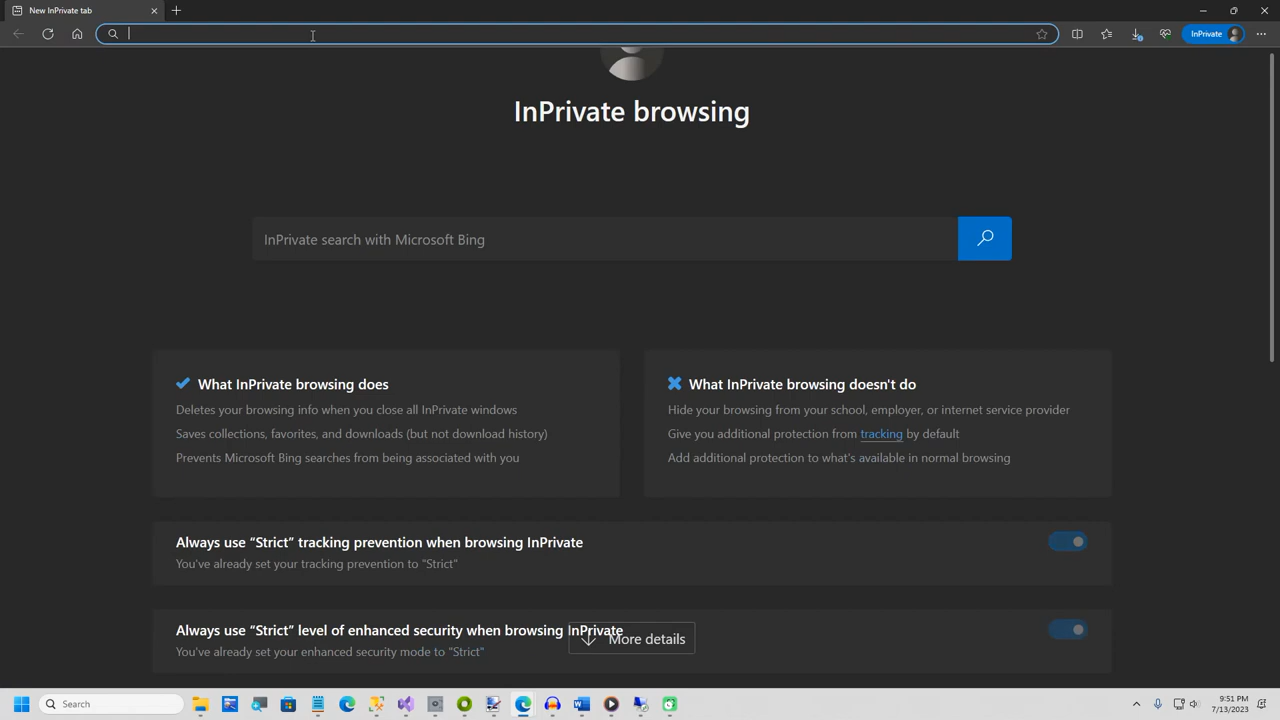 New InPrivate tab
InPrivate
InPrivate browsing
InPrivate search with Microsoft Bing
What InPrivate browsing does
Deletes your browsing info when you close all InPrivate windows
Saves collections, favorites, and downloads (but not download history)
Prevents Microsoft Bing searches from being associated with you
What InPrivate browsing doesn't do
Hide your browsing from your school, employer, or internet service provider
Give you additional protection from tracking by default
Add additional protection to what's available in normal browsing
Always use “Strict” tracking prevention when browsing InPrivate
You've already set your tracking prevention to "Strict"
Always use “Strict” level of enhanced security when browsing InPrivate
You've already set your enhanced security mode to "Strict"
More details
Search
9:51 PM
7/13/2023